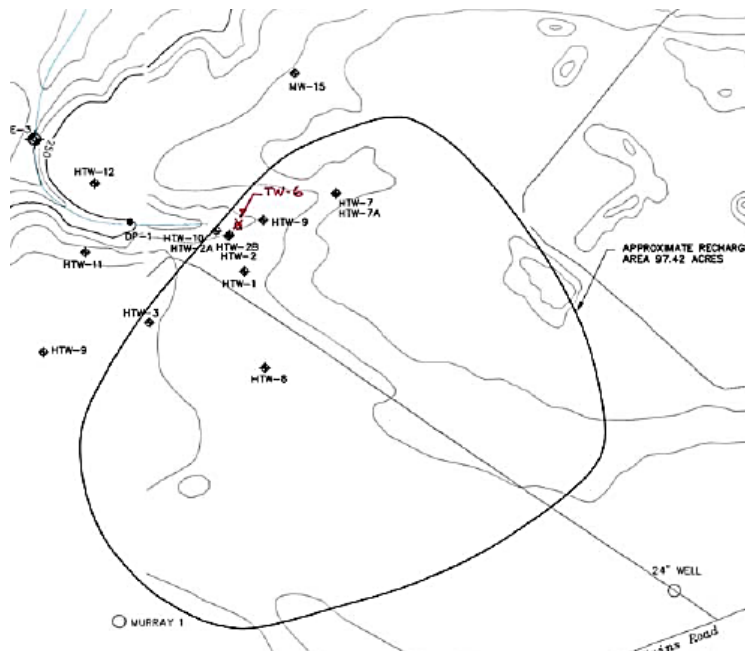 MW-15
E-3
250
HTW-12
TW-6
HTW-7
HTW-7A
HTW-9
DP-1
HTW-10
HTW-2A
HTW-2B
HTW-2
HTW-11
HTW-1
APPROXIMATE RECHARG
AREA 97.42 ACRES
HTW-3
HTW-9
HTW-8
24" WELL
MURRAY 1
ins Road